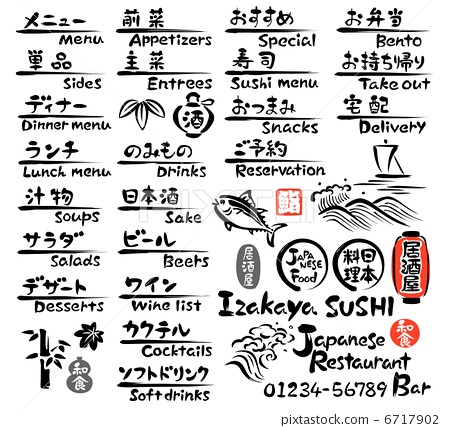 メニュー
Menu
単品
Sides
ディナー
Dinner menu
ランチ
Lunch menu
汁物
Soups
サラダ
Salads
デザート
Desserts
和食
前菜
Appetizers
主菜
Entrees
酒
のみもの
Drinks
日本酒
Sake
ビール
Beers
ワイン
Wine list
カクテル
Cocktails
ソフトドリンク
Soft drinks
おすすめ
Special
寿司
Sushi menu
おつまみ
Snacks
ご予約
Reservation
お弁当
Bento
お持ち帰り
Take out
宅配
Delivery
鮨
居酒屋
JAPANESE Food
日本料理
居酒屋
Izakaya SUSHI
和食
Japanese
Restaurant
Bar
01234-56789
PIXTA
6717902